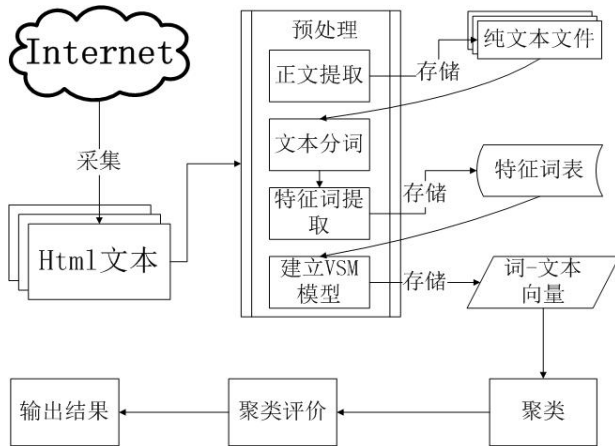 Internet
采集
Html文本
预处理
正文提取
存储
纯文本文件
文本分词
特征词提
取
存储
特征词表
建立VSM
模型
存储
词-文本
向量
聚类
聚类评价
输出结果